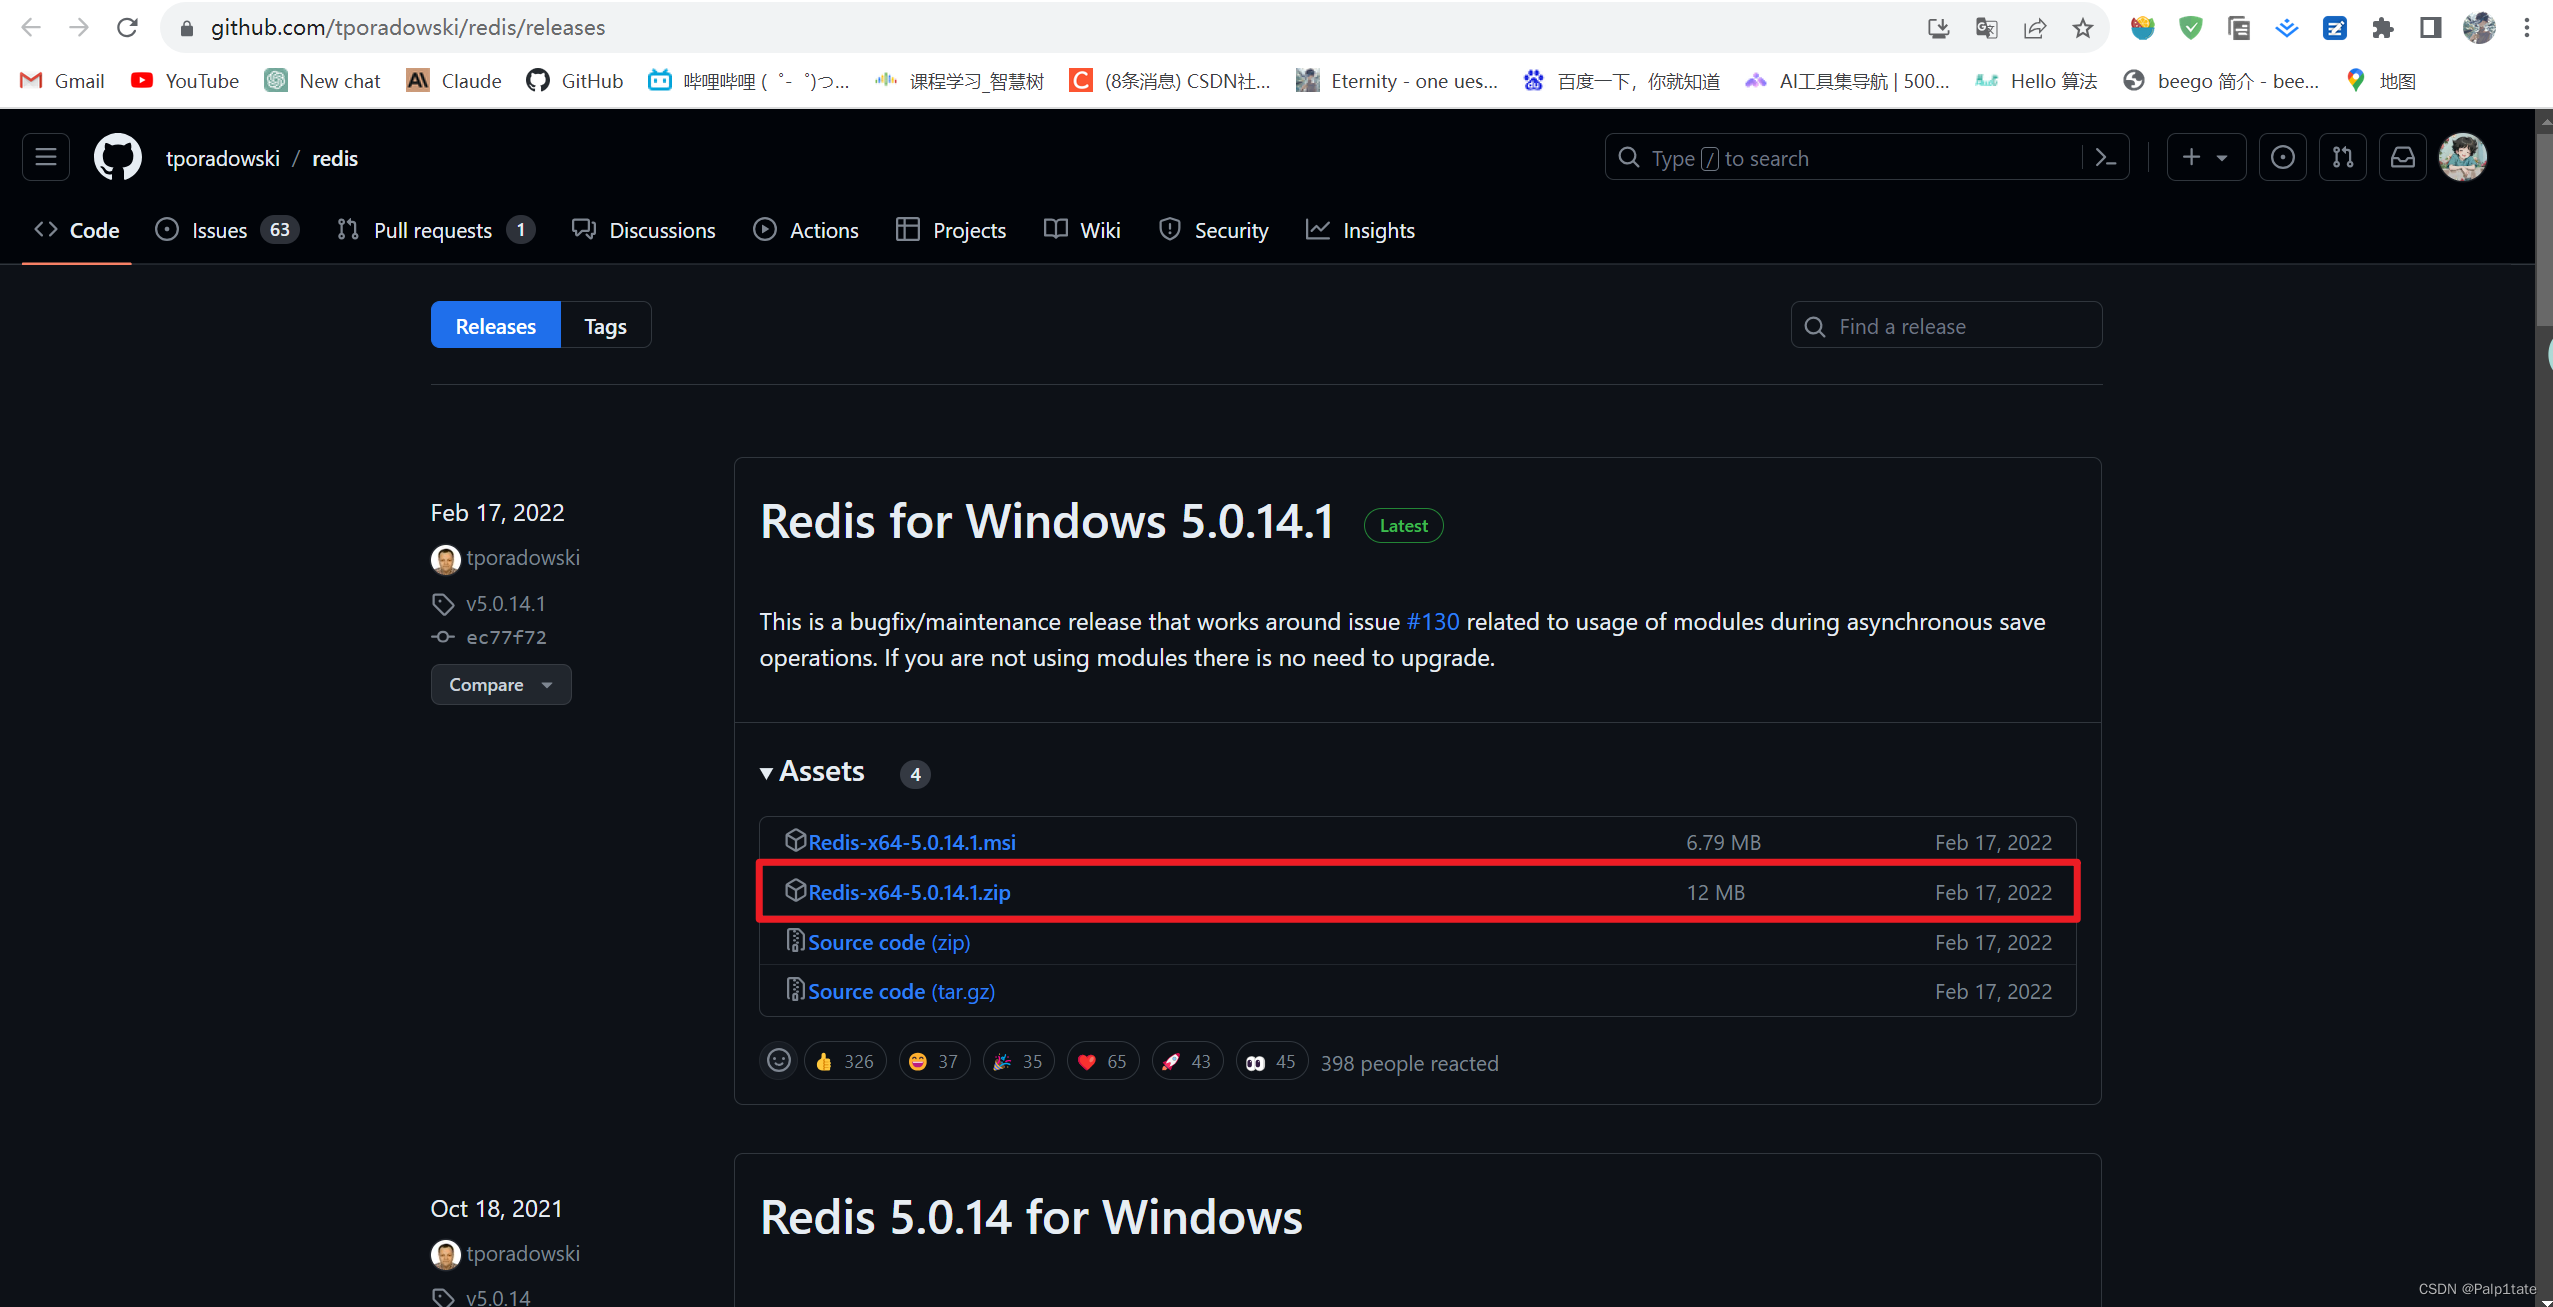 github.com/tporadowski/redis/releases
Gmail YouTube New chat Claude GitHub 哔哩哔哩 ( ゜- ゜)つ... 课程学习_智慧树 (8条消息) CSDN社... Eternity - one ues... 百度一下，你就知道 AI工具集导航 | 500... Hello 算法 beego 简介 - bee... 地图
tporadowski / redis
Type / to search
Code Issues 63 Pull requests 1 Discussions Actions Projects Wiki Security Insights
Releases Tags
Find a release
Feb 17, 2022
tporadowski
v5.0.14.1
ec77f72
Compare
Redis for Windows 5.0.14.1 Latest
This is a bugfix/maintenance release that works around issue #130 related to usage of modules during asynchronous save
operations. If you are not using modules there is no need to upgrade.
Assets 4
Redis-x64-5.0.14.1.msi 6.79 MB Feb 17, 2022
Redis-x64-5.0.14.1.zip 12 MB Feb 17, 2022
Source code (zip) Feb 17, 2022
Source code (tar.gz) Feb 17, 2022
326 37 35 65 43 45 398 people reacted
Oct 18, 2021
tporadowski
v5.0.14
Redis 5.0.14 for Windows
CSDN @Palp1tate